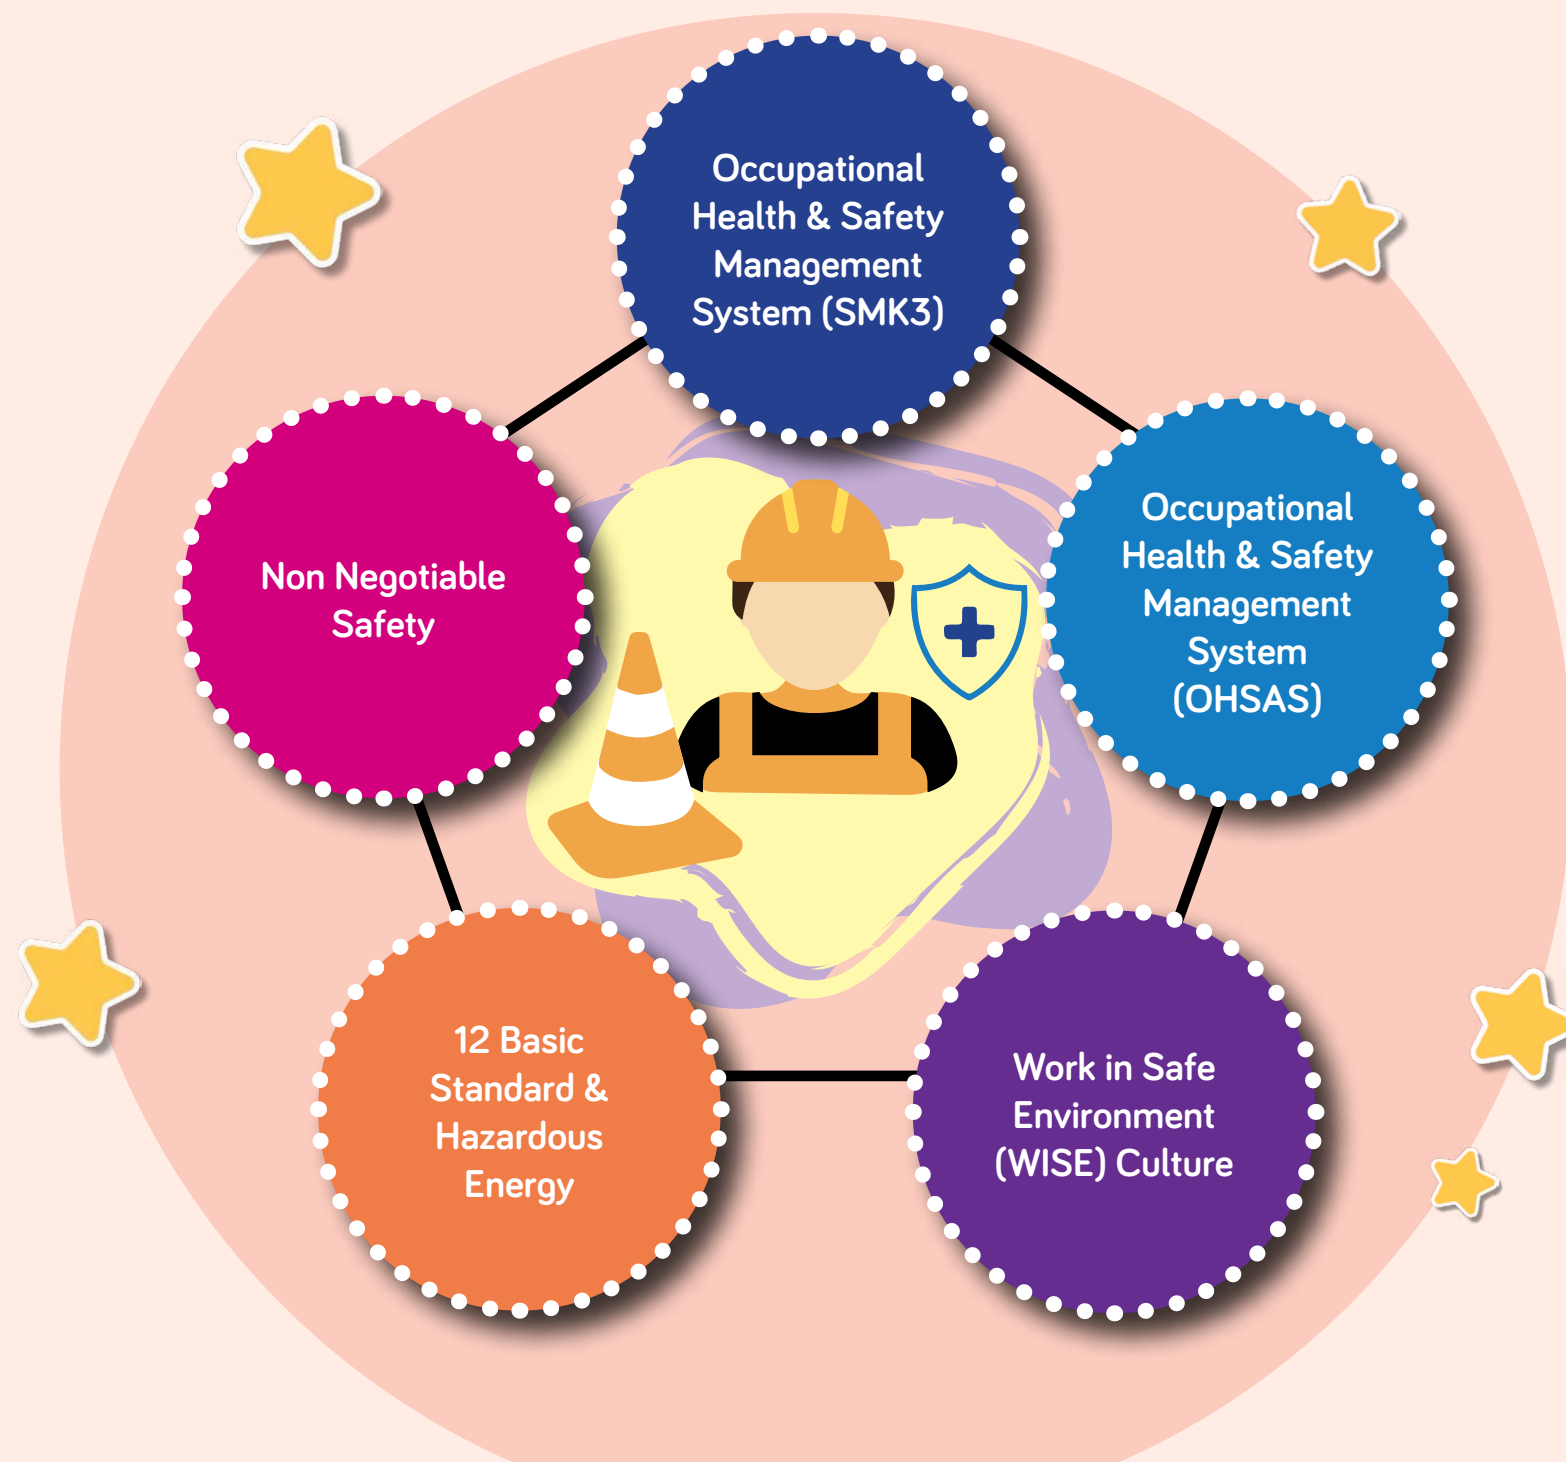 Occupational
Health & Safety
Management
System (SMK3)
Non Negotiable
Safety
Occupational
Health & Safety
Management
System
(OHSAS)
12 Basic
Standard &
Hazardous
Energy
Work in Safe
Environment
(WISE) Culture